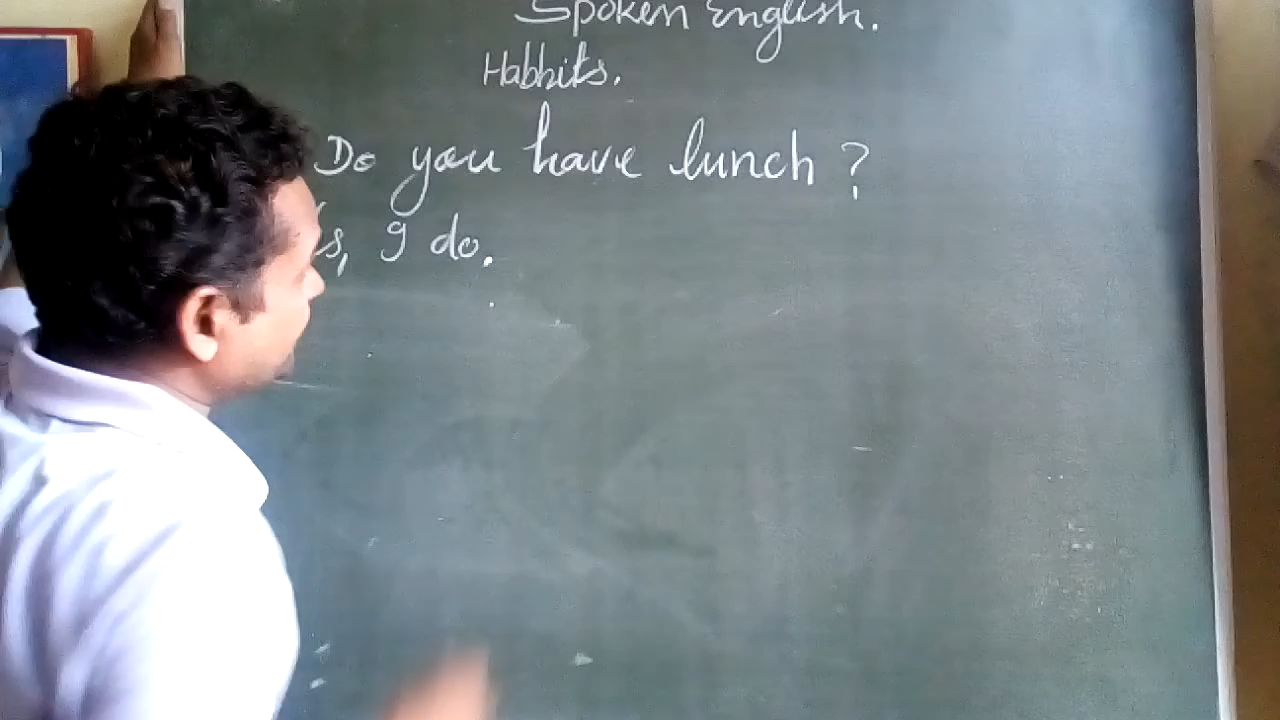 Spoken English.
Habbits.
Do you have lunch ?
s, I do.